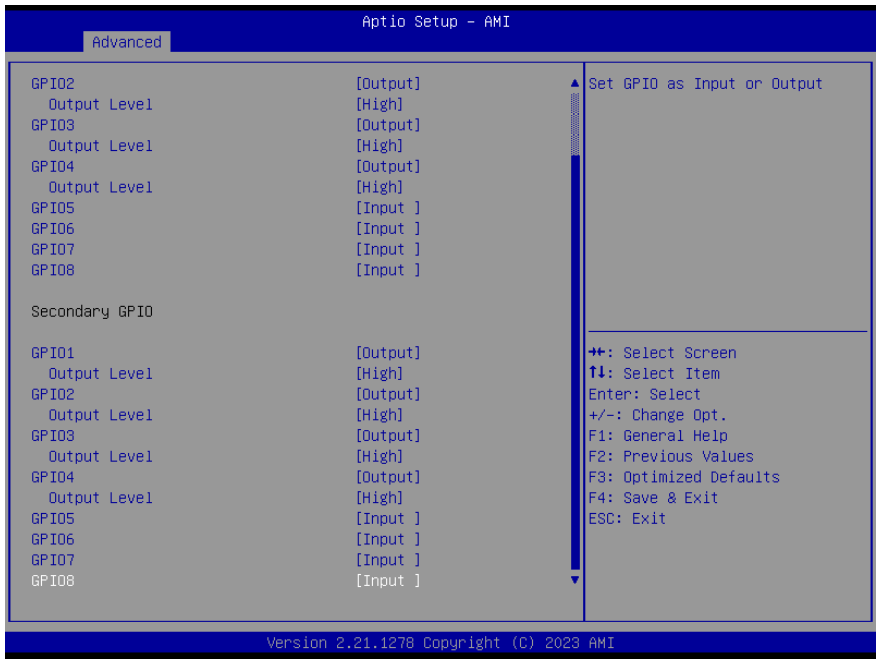 Aptio Setup – AMI
Advanced
GPIO2 [Output]
Output Level [High]
GPIO3 [Output]
Output Level [High]
GPIO4 [Output]
Output Level [High]
GPIO5 [Input ]
GPIO6 [Input ]
GPIO7 [Input ]
GPIO8 [Input ]
Secondary GPIO
GPIO1 [Output]
Output Level [High]
GPIO2 [Output]
Output Level [High]
GPIO3 [Output]
Output Level [High]
GPIO4 [Output]
Output Level [High]
GPIO5 [Input ]
GPIO6 [Input ]
GPIO7 [Input ]
GPIO8 [Input ]
Set GPIO as Input or Output
→←: Select Screen
↑↓: Select Item
Enter: Select
+/-: Change Opt.
F1: General Help
F2: Previous Values
F3: Optimized Defaults
F4: Save & Exit
ESC: Exit
Version 2.21.1278 Copyright (C) 2023 AMI